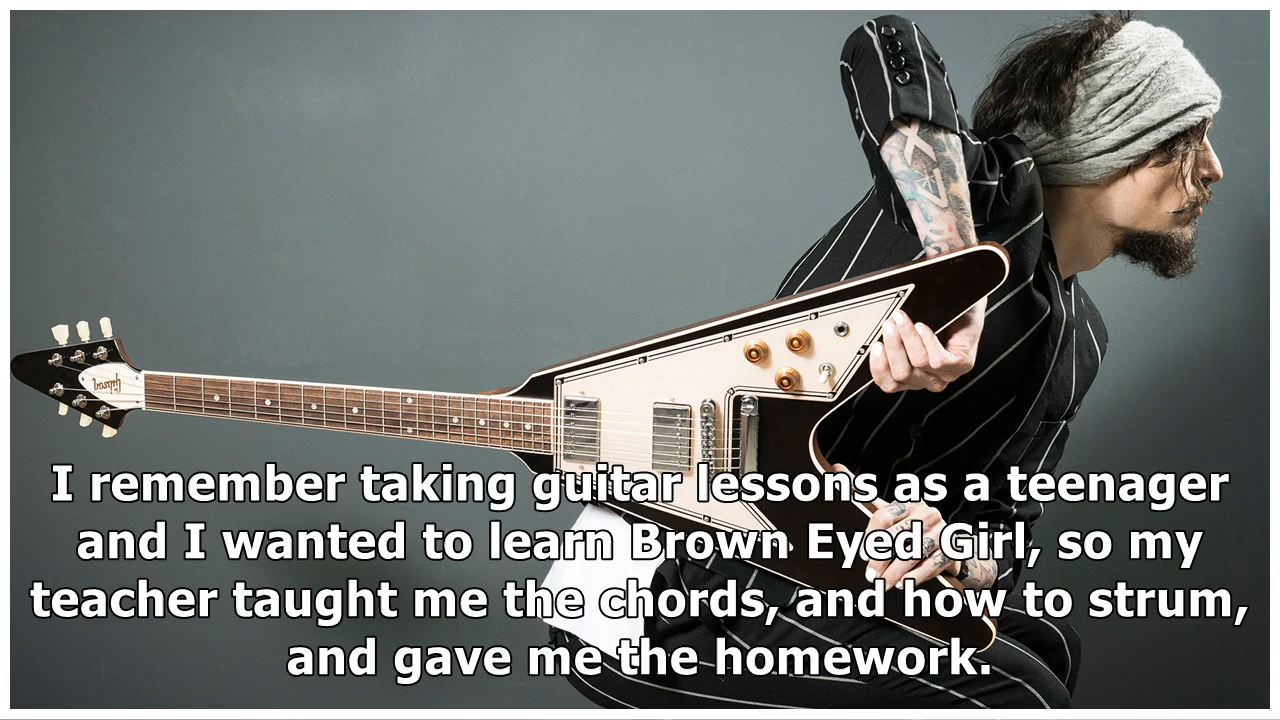 Gibson
I remember taking guitar lessons as a teenager
and I wanted to learn Brown Eyed Girl, so my
teacher taught me the chords, and how to strum,
and gave me the homework.